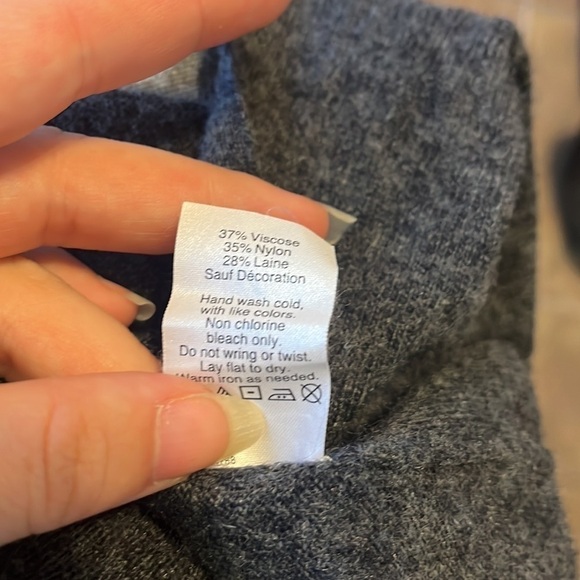 37% Viscose
35% Nylon
28% Laine
Sauf Décoration
Hand wash cold,
with like colors.
Non chlorine
bleach only.
Do not wring or twist.
Lay flat to dry.
Warm iron as needed.